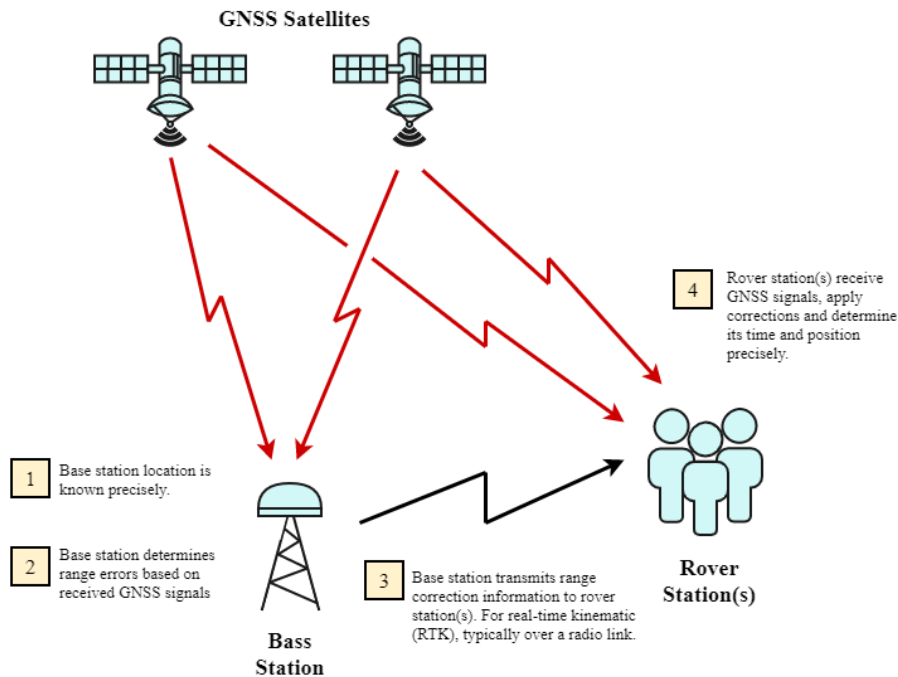 GNSS Satellites
4
Rover station(s) receive
GNSS signals, apply
corrections and determine
its time and position
precisely.
1
Base station location is
known precisely.
2
Base station determines
range errors based on
received GNSS signals
3
Base station transmits range
correction information to rover
station(s). For real-time kinematic
(RTK), typically over a radio link.
Rover
Station(s)
Bass
Station